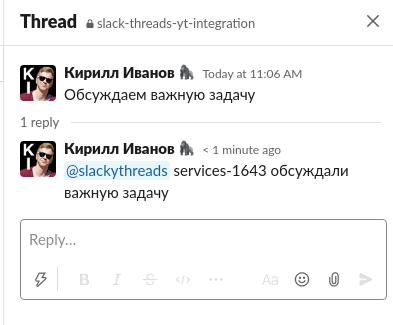 Thread slack-threads-yt-integration
Кирилл Иванов Today at 11:06 AM
Обсуждаем важную задачу
1 reply
Кирилл Иванов < 1 minute ago
@slackythreads services-1643 обсуждали
важную задачу
Reply...
B I S </> ... Aa